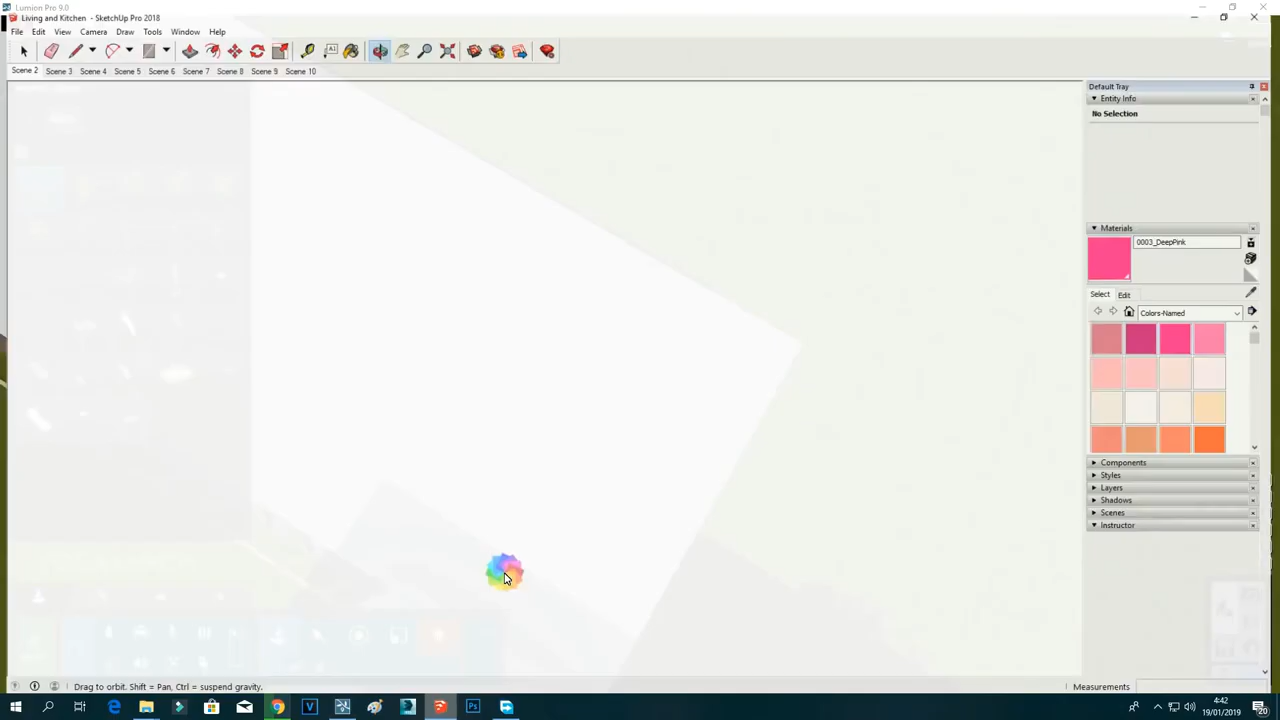 Lumion Pro 9.0
Living and Kitchen - SketchUp Pro 2018
File Edit View Camera Draw Tools Window Help
Scene 2 Scene 3 Scene 4 Scene 5 Scene 6 Scene 7 Scene 8 Scene 9 Scene 10
Default Tray
Entity Info
No Selection
Materials
0003_DeepPink
Select Edit
Colors-Named
Components
Styles
Layers
Shadows
Scenes
Instructor
Drag to orbit. Shift = Pan, Ctrl = suspend gravity.
Measurements
4:42
19/01/2019
20